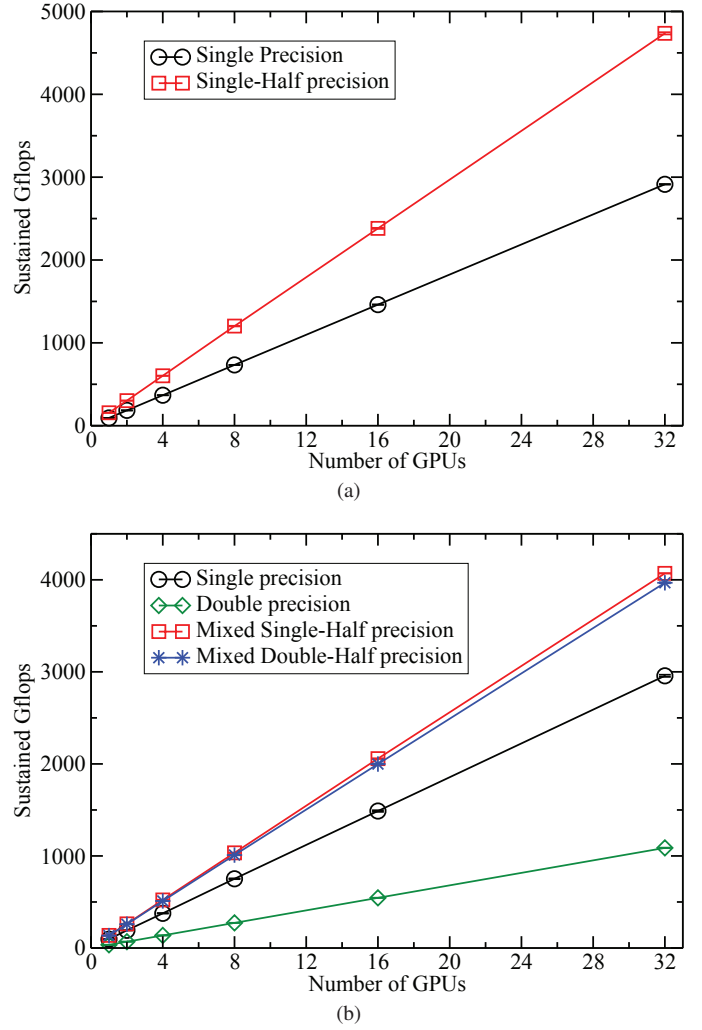 5000
Single Precision
Single-Half precision
4000
3000
Sustained Gflops
2000
1000
0
0 4 8 12 16 20 24 28 32
Number of GPUs
(a)
Single precision
4000
Double precision
Mixed Single-Half precision
Mixed Double-Half precision
3000
Sustained Gflops
2000
1000
0
0 4 8 12 16 20 24 28 32
Number of GPUs
(b)